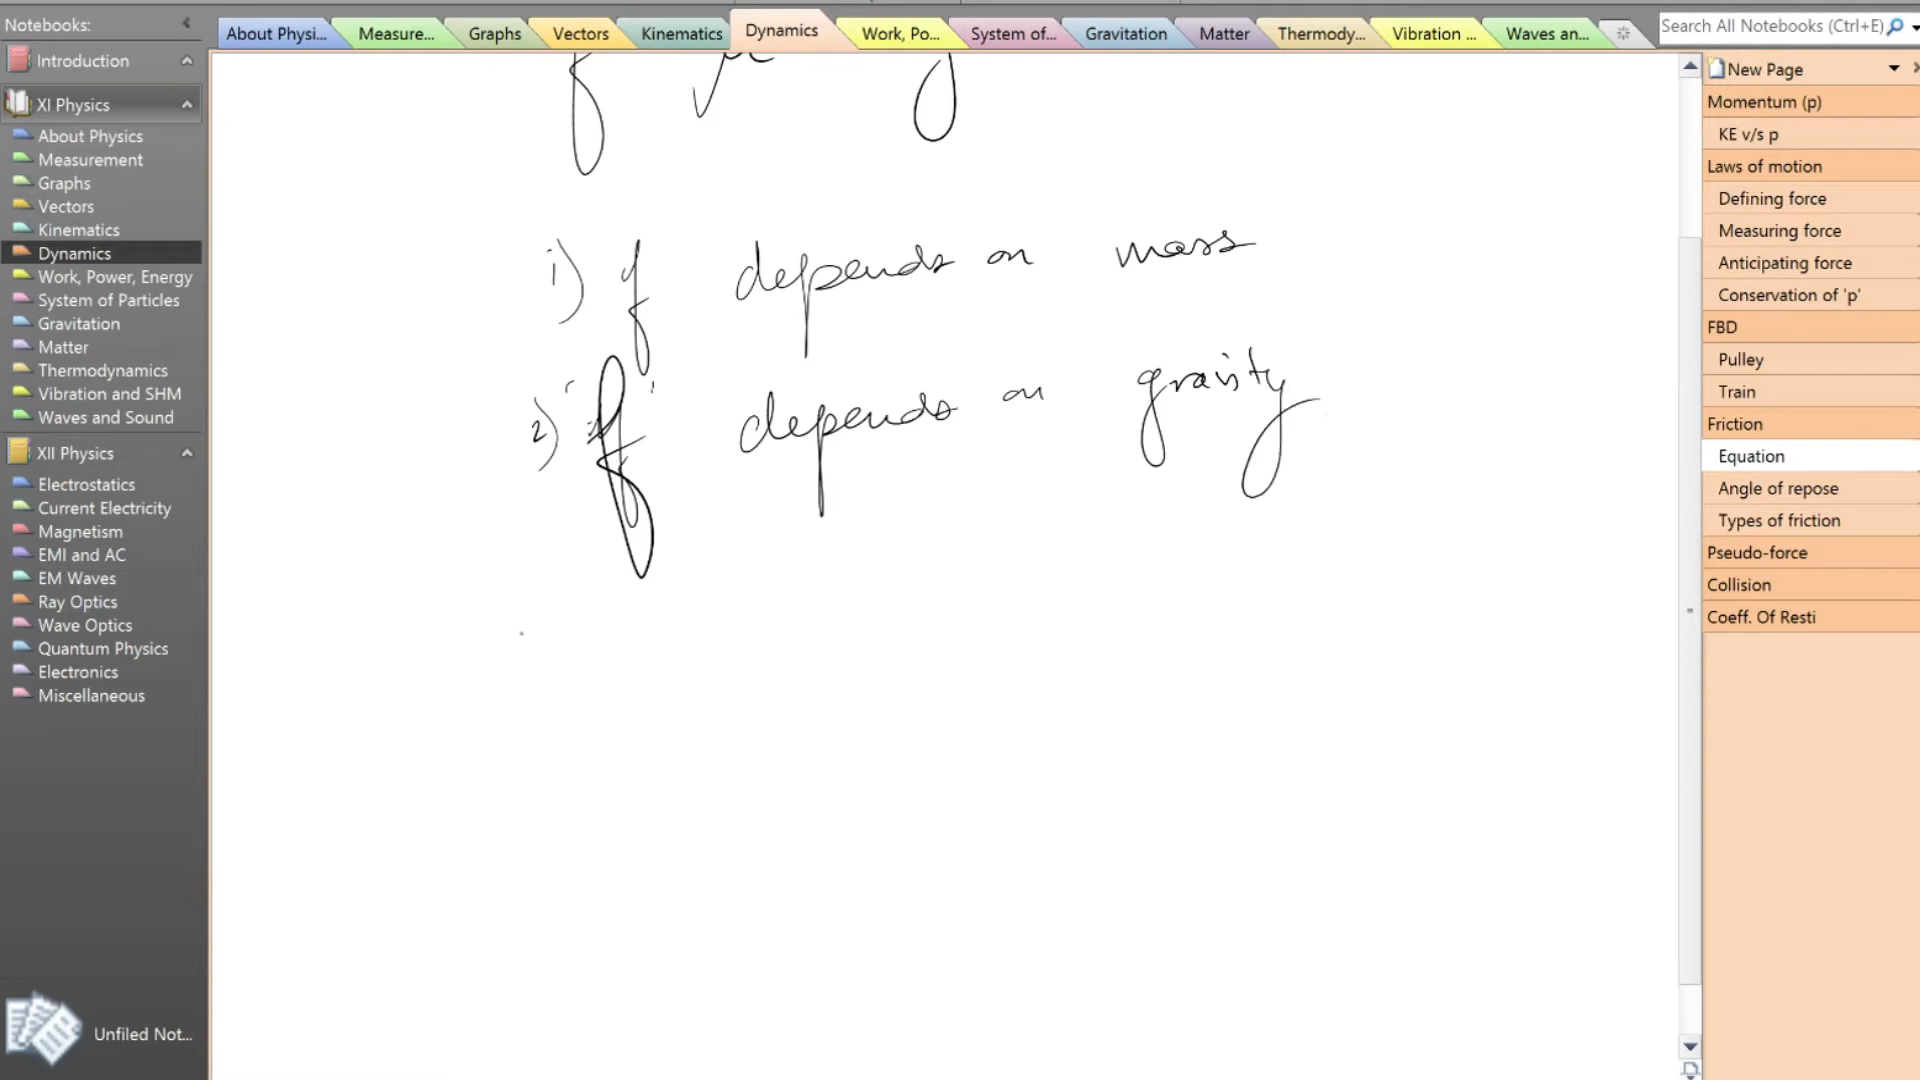 Notebooks:
Introduction
XI Physics
About Physics
Measurement
Graphs
Vectors
Kinematics
Dynamics
Work, Power, Energy
System of Particles
Gravitation
Matter
Thermodynamics
Vibration and SHM
Waves and Sound
XII Physics
Electrostatics
Current Electricity
Magnetism
EMI and AC
EM Waves
Ray Optics
Wave Optics
Quantum Physics
Electronics
Miscellaneous
Unfiled Not...
About Physi... Measure... Graphs Vectors Kinematics Dynamics Work, Po... System of... Gravitation Matter Thermody... Vibration ... Waves an...
Search All Notebooks (Ctrl+E)
1) f depends on mass
2) 'f' depends on gravity
New Page
Momentum (p)
KE v/s p
Laws of motion
Defining force
Measuring force
Anticipating force
Conservation of 'p'
FBD
Pulley
Train
Friction
Equation
Angle of repose
Types of friction
Pseudo-force
Collision
Coeff. Of Resti